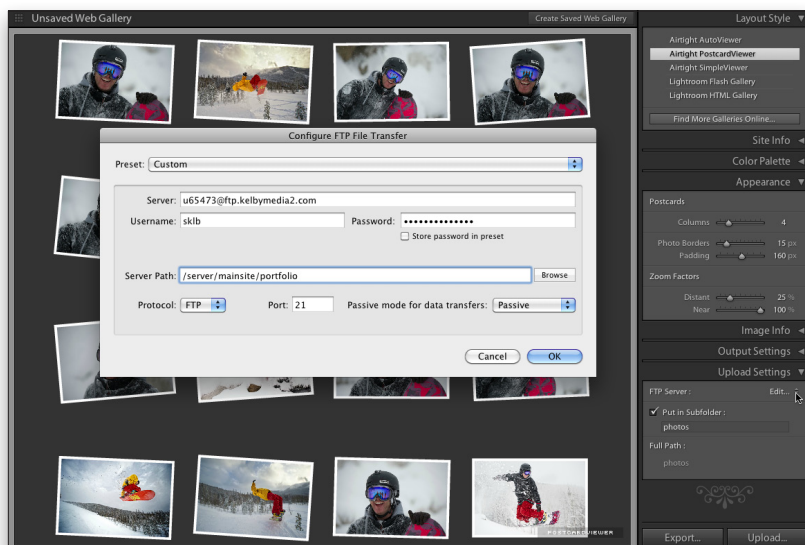 Unsaved Web Gallery
Create Saved Web Gallery
Configure FTP File Transfer
Preset: Custom
Server: u65473@ftp.kelbymedia2.com
Username: sklb Password: ••••••••••••••
Store password in preset
Server Path: /server/mainsite/portfolio Browse
Protocol: FTP Port: 21 Passive mode for data transfers: Passive
Cancel OK
POSTCARDVIEWER
Layout Style
Airtight AutoViewer
Airtight PostcardViewer
Airtight SimpleViewer
Lightroom Flash Gallery
Lightroom HTML Gallery
Find More Galleries Online...
Site Info
Color Palette
Appearance
Postcards
Columns 4
Photo Borders 15 px
Padding 160 px
Zoom Factors
Distant 25 %
Near 100 %
Image Info
Output Settings
Upload Settings
FTP Server : Edit...
Put in Subfolder :
photos
Full Path :
photos
Export... Upload...